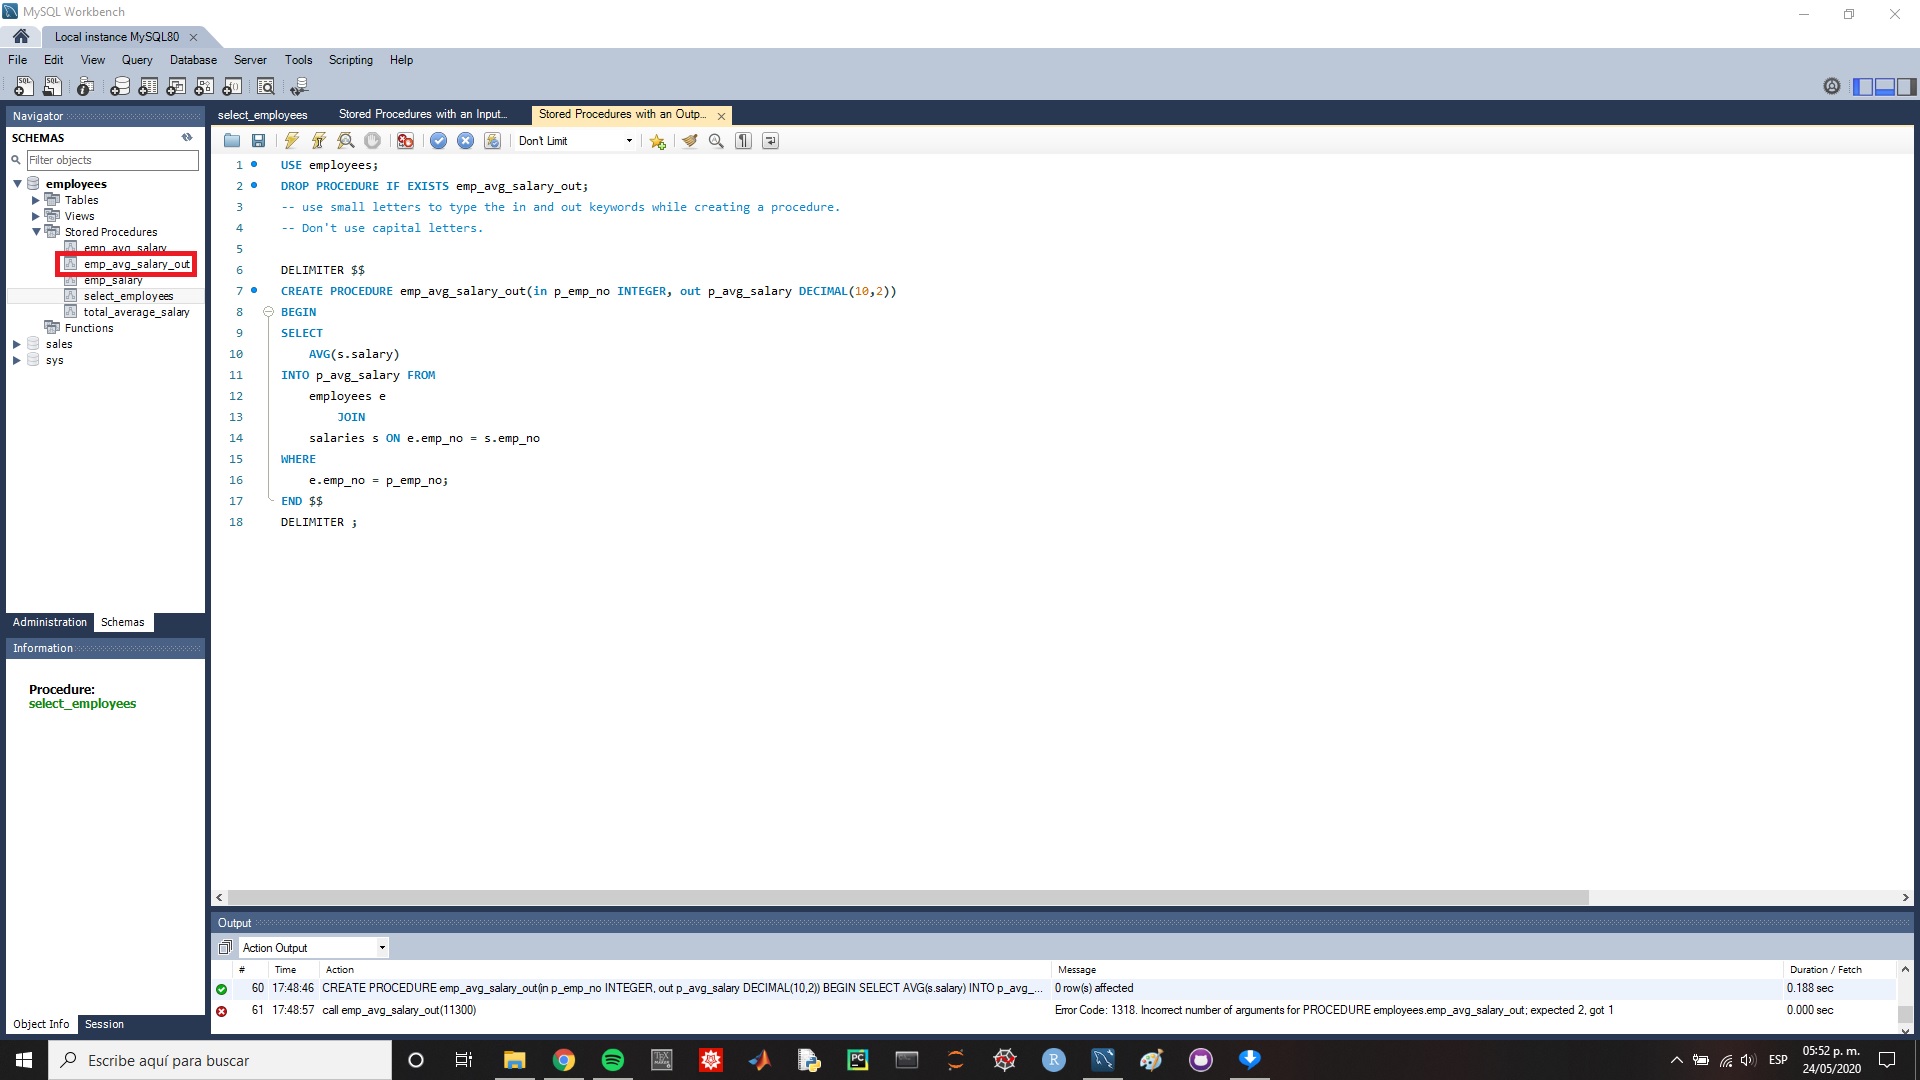 MySQL Workbench
Local instance MySQL80
File Edit View Query Database Server Tools Scripting Help
Navigator
SCHEMAS
Filter objects
employees
Tables
Views
Stored Procedures
emp_avg_salary
emp_avg_salary_out
emp_salary
select_employees
total_average_salary
Functions
sales
sys
Administration Schemas
Information
Procedure:
select_employees
Object Info Session
select_employees Stored Procedures with an Input... Stored Procedures with an Outp...
Don't Limit
1 USE employees;
2 DROP PROCEDURE IF EXISTS emp_avg_salary_out;
3 -- use small letters to type the in and out keywords while creating a procedure.
4 -- Don't use capital letters.
5
6 DELIMITER $$
7 CREATE PROCEDURE emp_avg_salary_out(in p_emp_no INTEGER, out p_avg_salary DECIMAL(10,2))
8 BEGIN
9 SELECT
10 AVG(s.salary)
11 INTO p_avg_salary FROM
12 employees e
13 JOIN
14 salaries s ON e.emp_no = s.emp_no
15 WHERE
16 e.emp_no = p_emp_no;
17 END $$
18 DELIMITER ;
Output
Action Output
# Time Action Message Duration / Fetch
60 17:48:46 CREATE PROCEDURE emp_avg_salary_out(in p_emp_no INTEGER, out p_avg_salary DECIMAL(10,2)) BEGIN SELECT AVG(s.salary) INTO p_avg_... 0 row(s) affected 0.188 sec
61 17:48:57 call emp_avg_salary_out(11300) Error Code: 1318. Incorrect number of arguments for PROCEDURE employees.emp_avg_salary_out; expected 2, got 1 0.000 sec
Escribe aquí para buscar
ESP
05:52 p. m.
24/05/2020